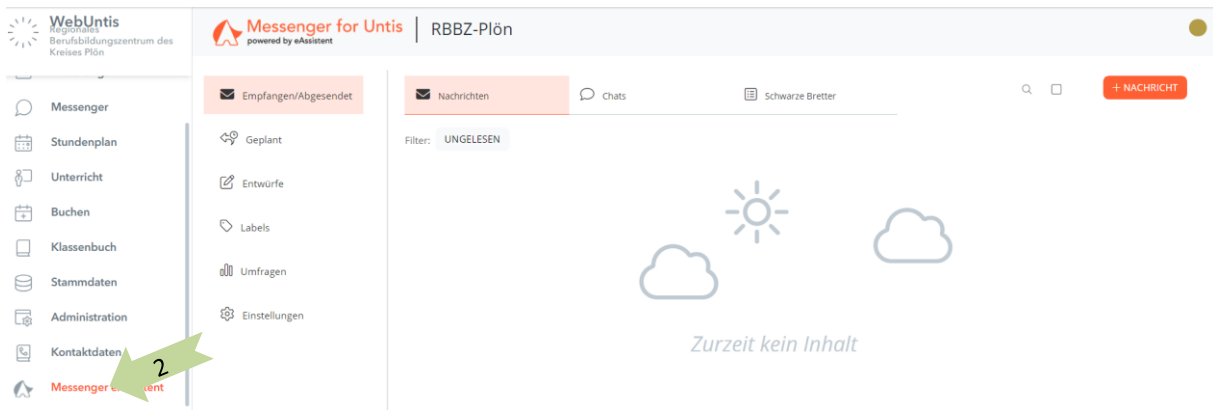 WebUntis
Regionales
Berufsbildungszentrum des
Kreises Plön
Messenger
Stundenplan
Unterricht
Buchen
Klassenbuch
Stammdaten
Administration
Kontaktdaten
2
Messenger
Messenger for Untis
powered by eAssistent
RBBZ-Plön
Empfangen/Abgesendet
Geplant
Entwürfe
Labels
Umfragen
Einstellungen
Nachrichten
Chats
Schwarze Bretter
+ NACHRICHT
Filter: UNGELESEN
Zurzeit kein Inhalt